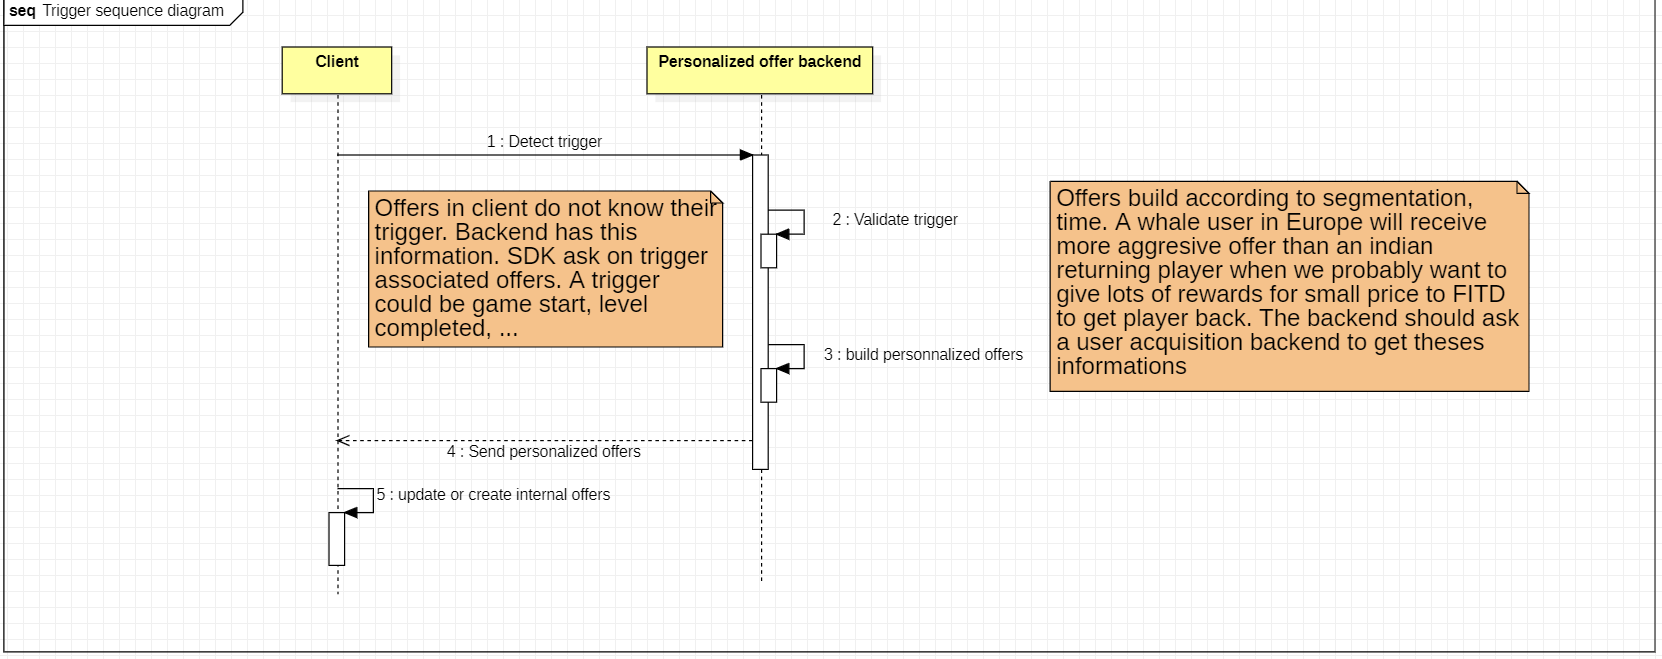 seq Trigger sequence diagram
Client
Personalized offer backend
1 : Detect trigger
Offers in client do not know their
trigger. Backend has this
information. SDK ask on trigger
associated offers. A trigger
could be game start, level
completed, ...
2 : Validate trigger
Offers build according to segmentation,
time. A whale user in Europe will receive
more aggresive offer than an indian
returning player when we probably want to
give lots of rewards for small price to FITD
to get player back. The backend should ask
a user acquisition backend to get theses
informations
3 : build personnalized offers
4 : Send personalized offers
5 : update or create internal offers